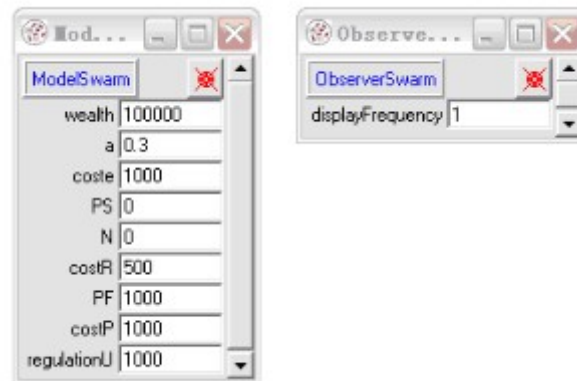 Mod...
ModelSwarm
wealth 100000
a 0.3
coste 1000
PS 0
N 0
costR 500
PF 1000
costP 1000
regulationU 1000
Observe...
ObserverSwarm
displayFrequency 1